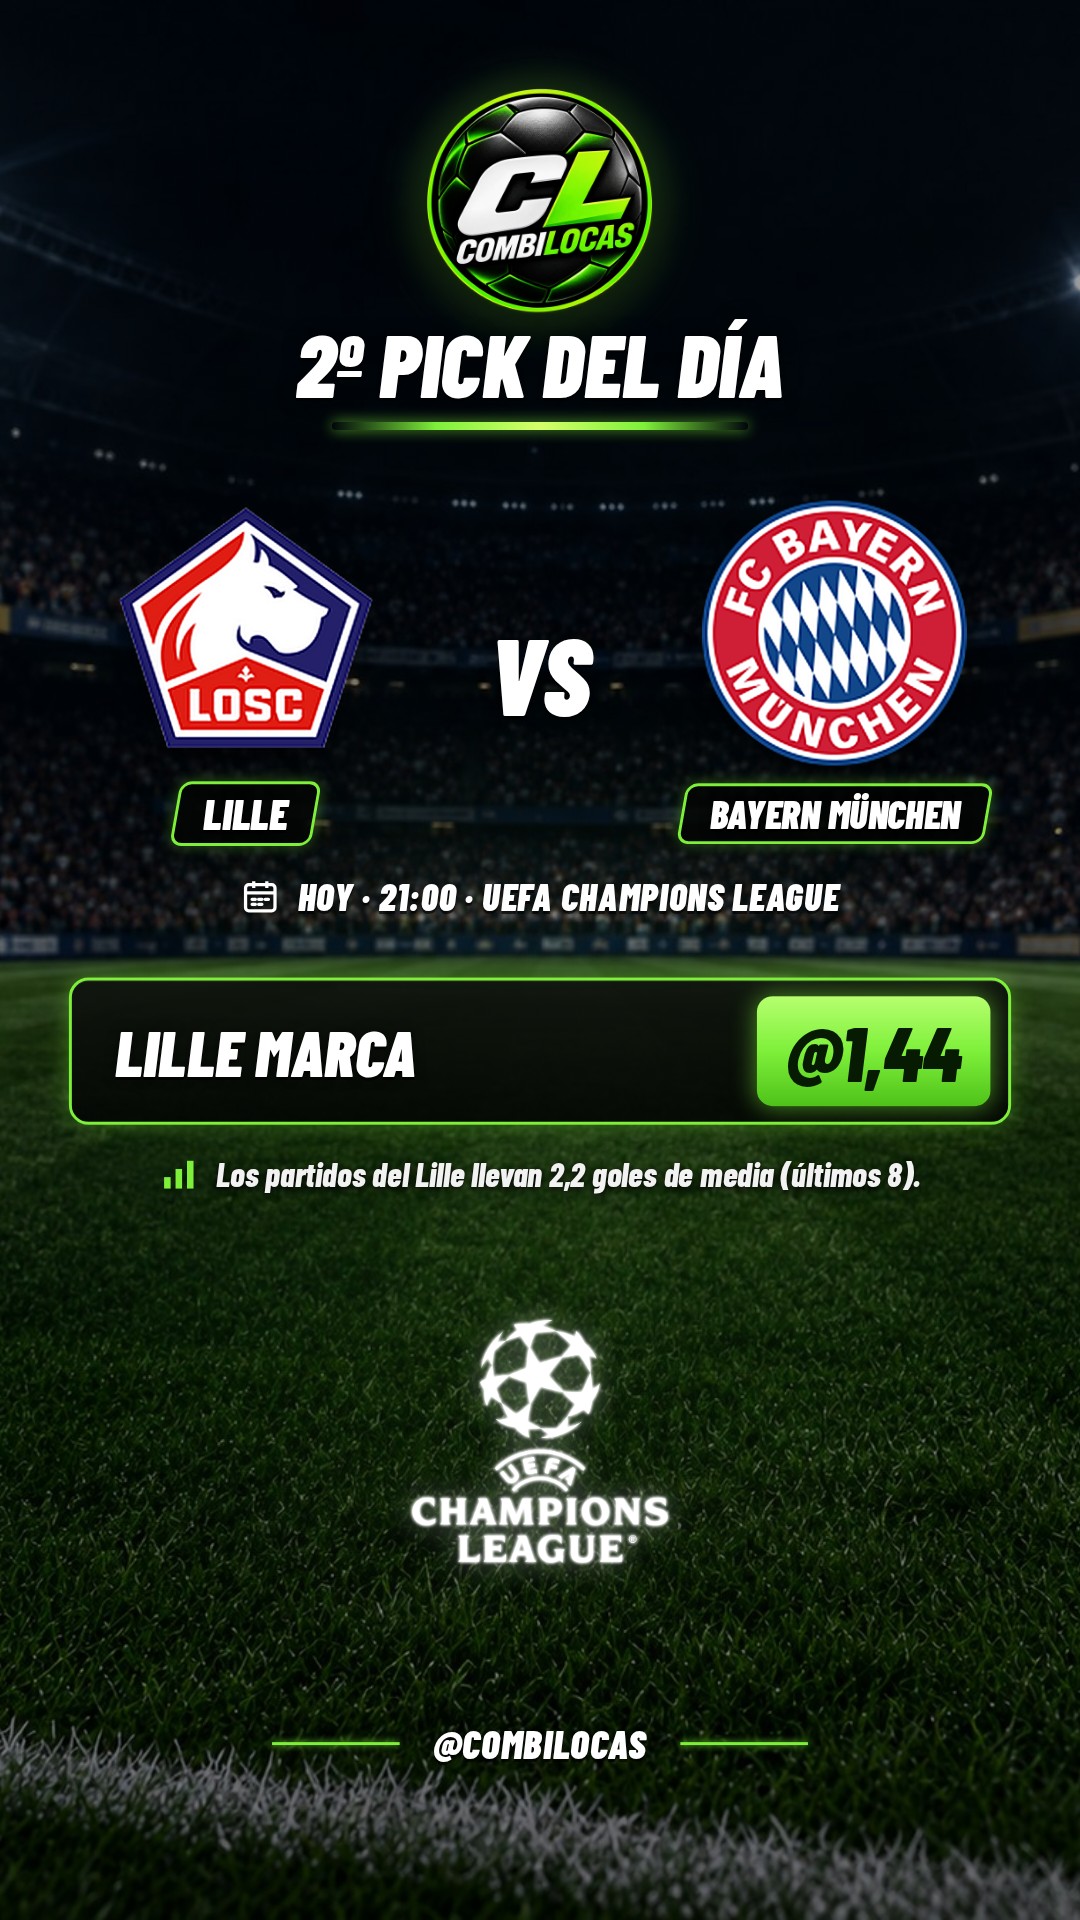 CL
COMBILOCAS
2º PICK DEL DÍA
FC BAYERN
MÜNCHEN
LOSC
VS
LILLE
BAYERN MÜNCHEN
HOY · 21:00 · UEFA CHAMPIONS LEAGUE
LILLE MARCA
@1,44
Los partidos del Lille llevan 2,2 goles de media (últimos 8).
UEFA
CHAMPIONS
LEAGUE®
@COMBILOCAS